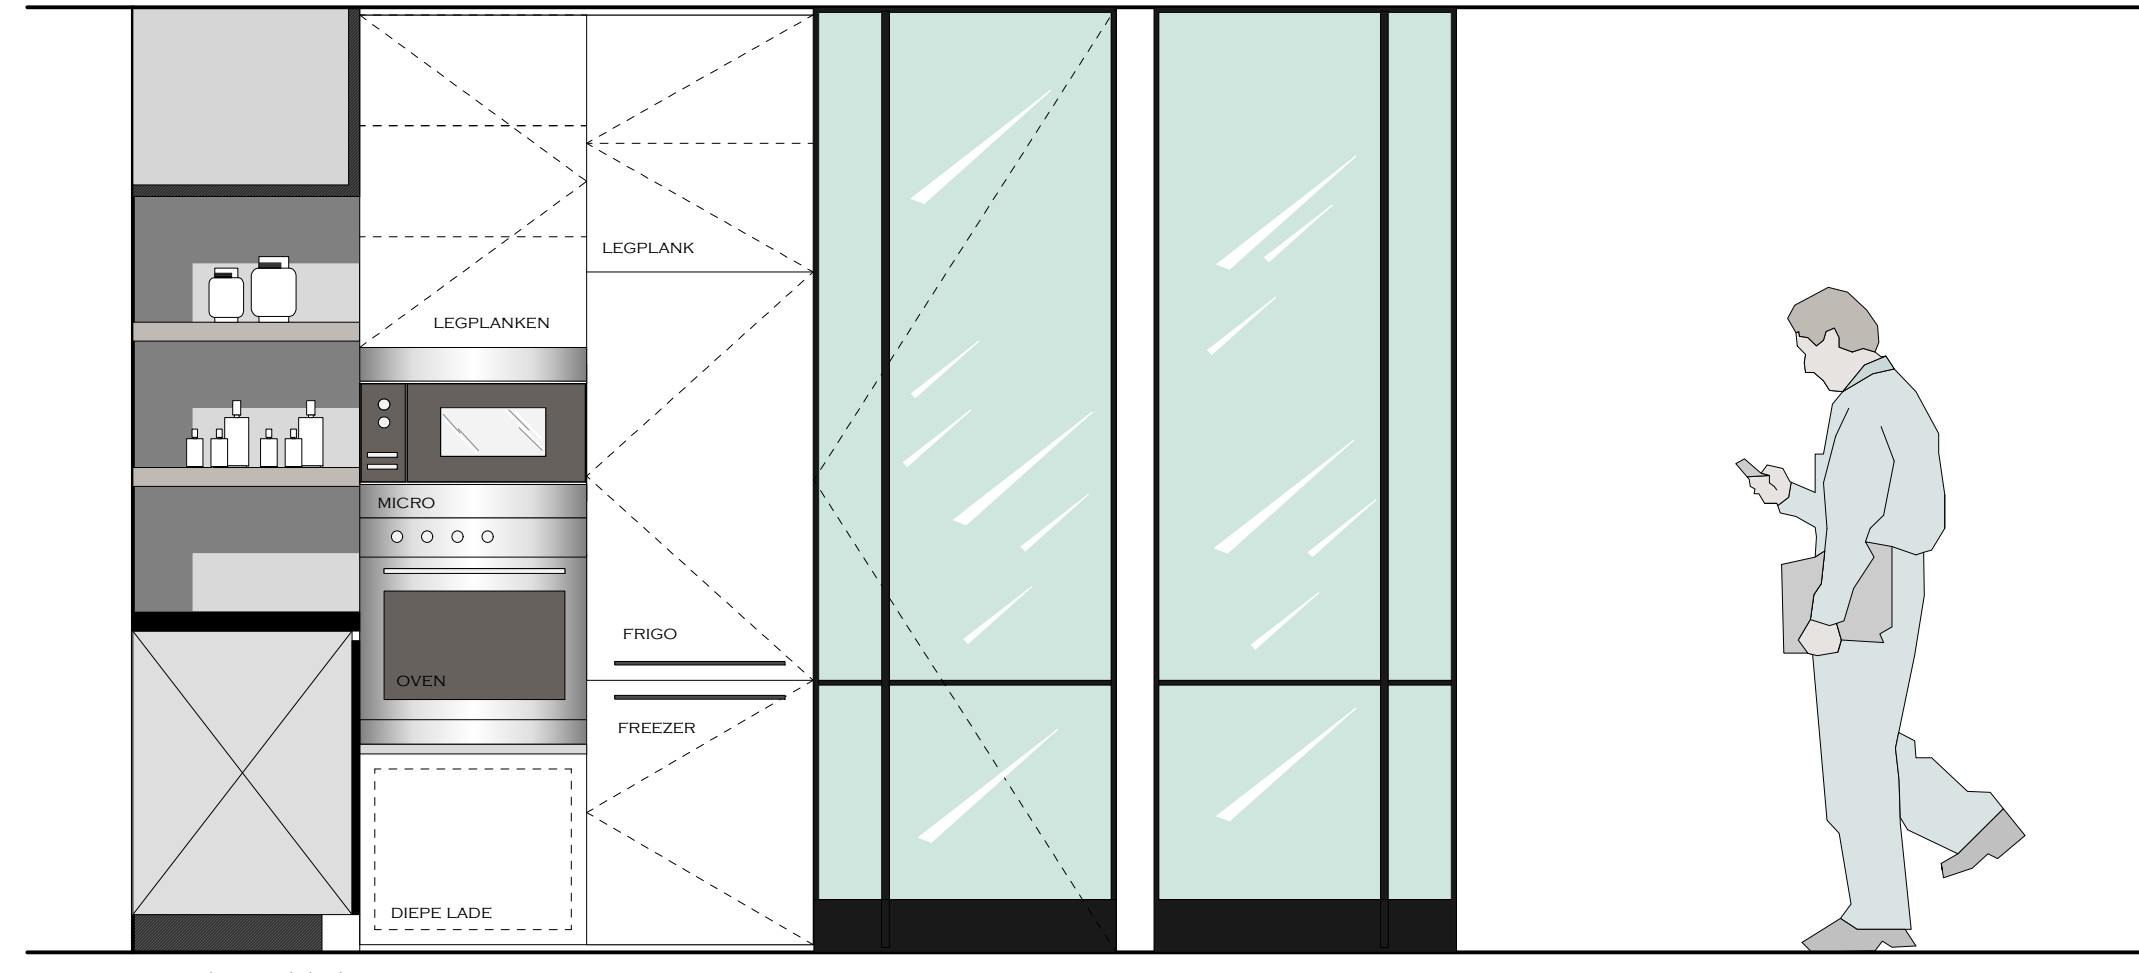 LEGPLANK
LEGPLANKEN
MICRO
FRIGO
OVEN
FREEZER
DIEPE LADE